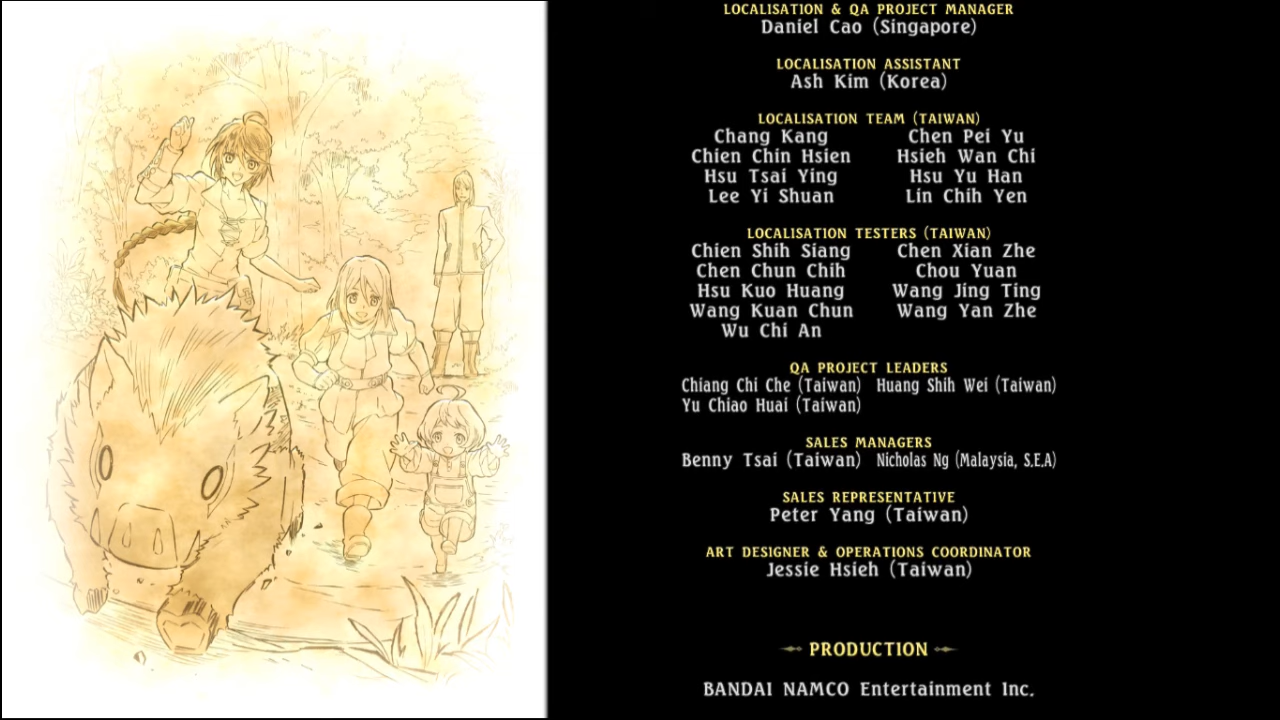 LOCALISATION & QA PROJECT MANAGER
Daniel Cao (Singapore)
LOCALISATION ASSISTANT
Ash Kim (Korea)
LOCALISATION TEAM (TAIWAN)
Chang Kang Chen Pei Yu
Chien Chin Hsien Hsieh Wan Chi
Hsu Tsai Ying Hsu Yu Han
Lee Yi Shuan Lin Chih Yen
LOCALISATION TESTERS (TAIWAN)
Chien Shih Siang Chen Xian Zhe
Chen Chun Chih Chou Yuan
Hsu Kuo Huang Wang Jing Ting
Wang Kuan Chun Wang Yan Zhe
Wu Chi An
QA PROJECT LEADERS
Chiang Chi Che (Taiwan) Huang Shih Wei (Taiwan)
Yu Chiao Huai (Taiwan)
SALES MANAGERS
Benny Tsai (Taiwan) Nicholas Ng (Malaysia, S.E.A)
SALES REPRESENTATIVE
Peter Yang (Taiwan)
ART DESIGNER & OPERATIONS COORDINATOR
Jessie Hsieh (Taiwan)
PRODUCTION
BANDAI NAMCO Entertainment Inc.